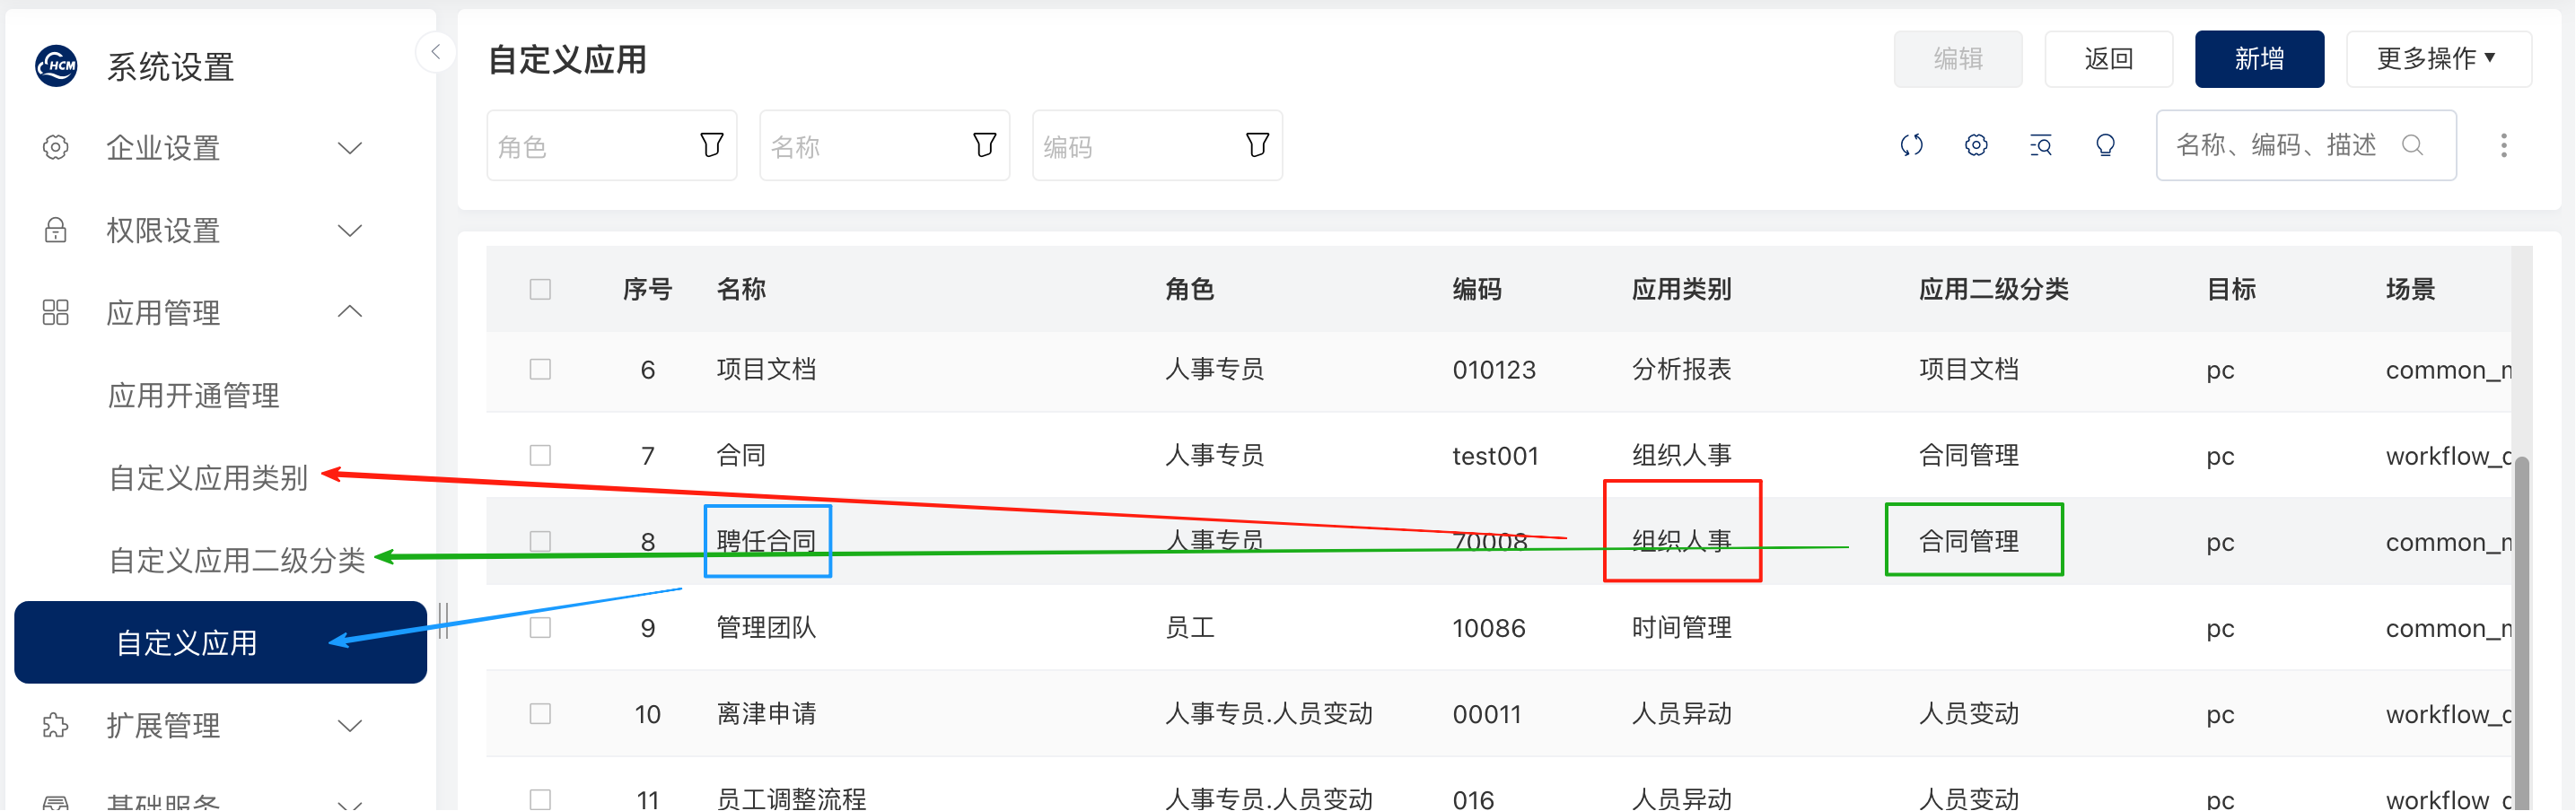 HCM 系统设置
企业设置
权限设置
应用管理
应用开通管理
自定义应用类别
自定义应用二级分类
自定义应用
扩展管理
基础服务
自定义应用
编辑 返回 新增 更多操作
角色 名称 编码 名称、编码、描述
序号 名称 角色 编码 应用类别 应用二级分类 目标 场景
6 项目文档 人事专员 010123 分析报表 项目文档 pc
7 合同 人事专员 test001 组织人事 合同管理 pc
8 聘任合同 人事专员 70008 组织人事 合同管理 pc
9 管理团队 员工 10086 时间管理 pc
10 离津申请 人事专员.人员变动 00011 人员异动 人员变动 pc
11 员工调整流程 人事专员.人员变动 016 人员异动 人员变动 pc